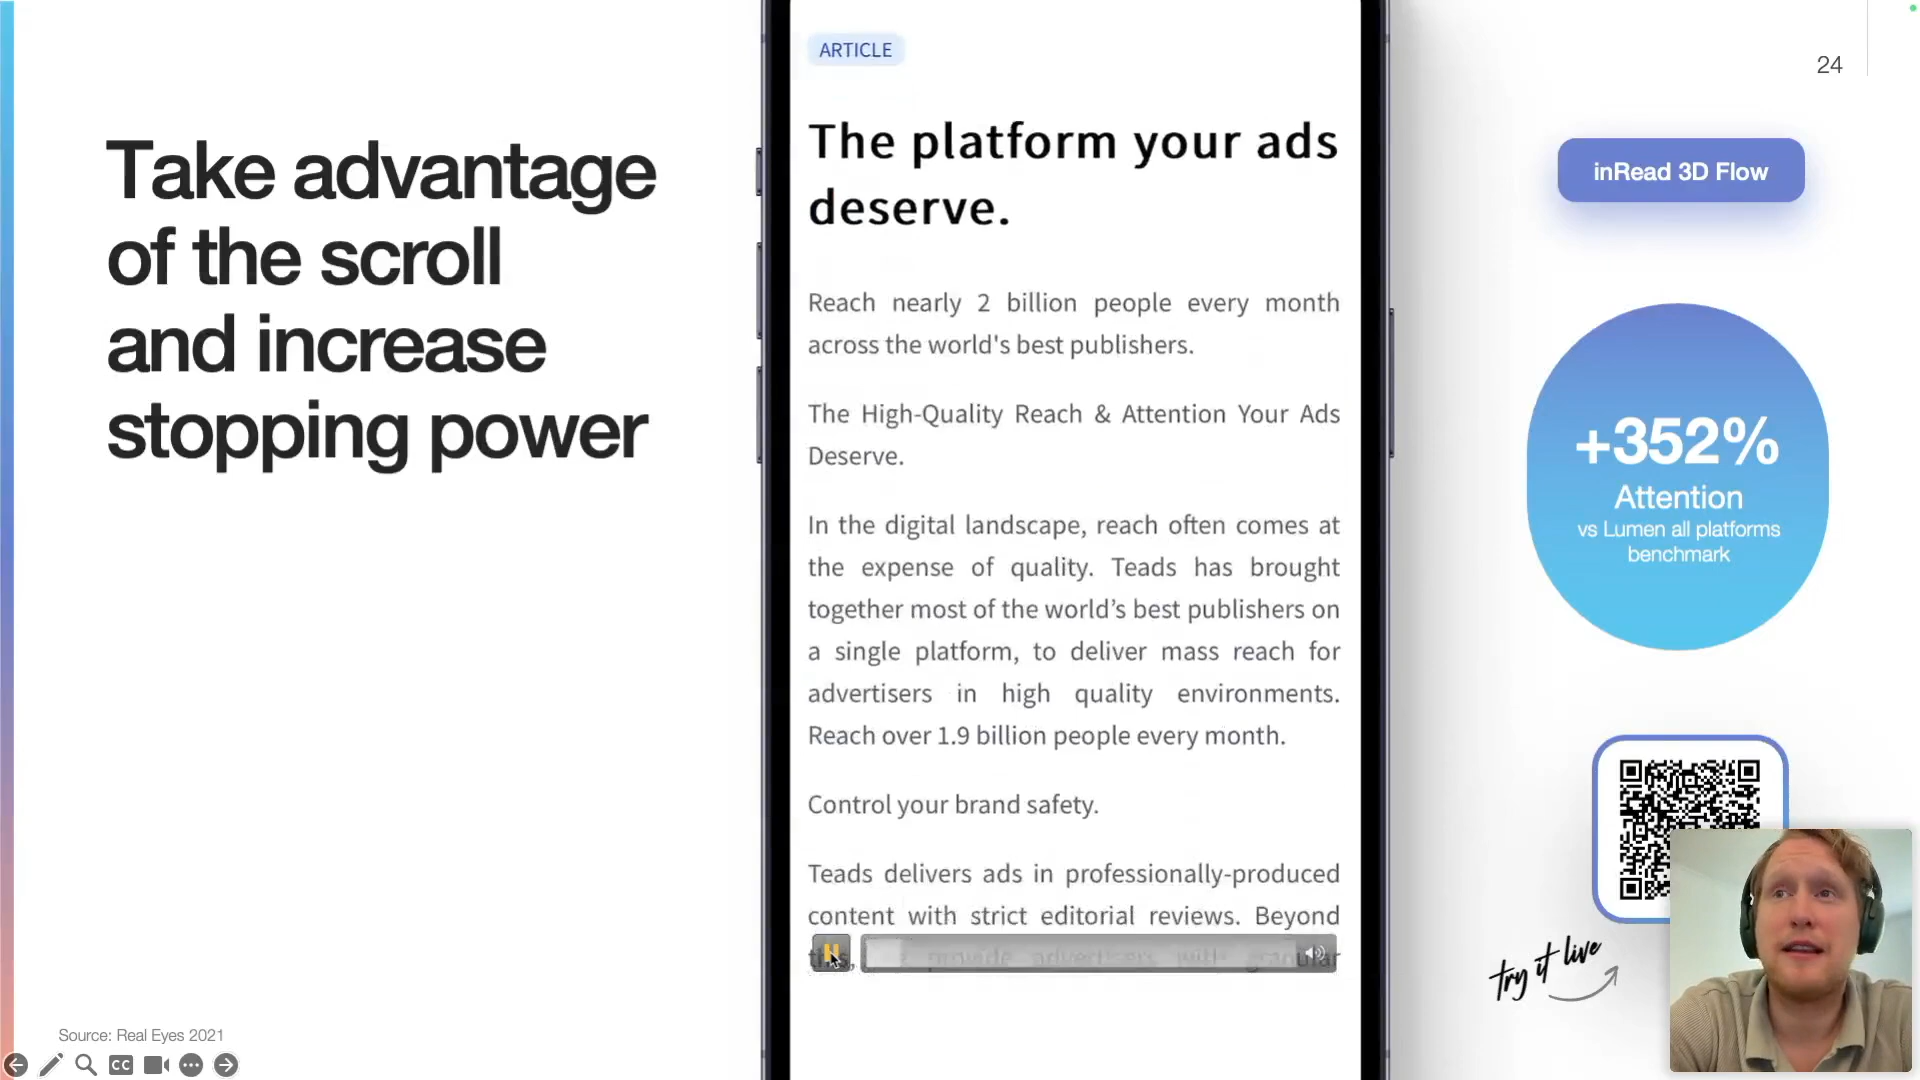 24
Take advantage
of the scroll
and increase
stopping power
ARTICLE
The platform your ads
deserve.
Reach nearly 2 billion people every month
across the world's best publishers.
The High-Quality Reach & Attention Your Ads
Deserve.
In the digital landscape, reach often comes at
the expense of quality. Teads has brought
together most of the world’s best publishers on
a single platform, to deliver mass reach for
advertisers in high quality environments.
Reach over 1.9 billion people every month.
Control your brand safety.
Teads delivers ads in professionally-produced
content with strict editorial reviews. Beyond
provide advertisers with granular
inRead 3D Flow
+352%
Attention
vs Lumen all platforms
benchmark
try it live
Source: Real Eyes 2021
CC